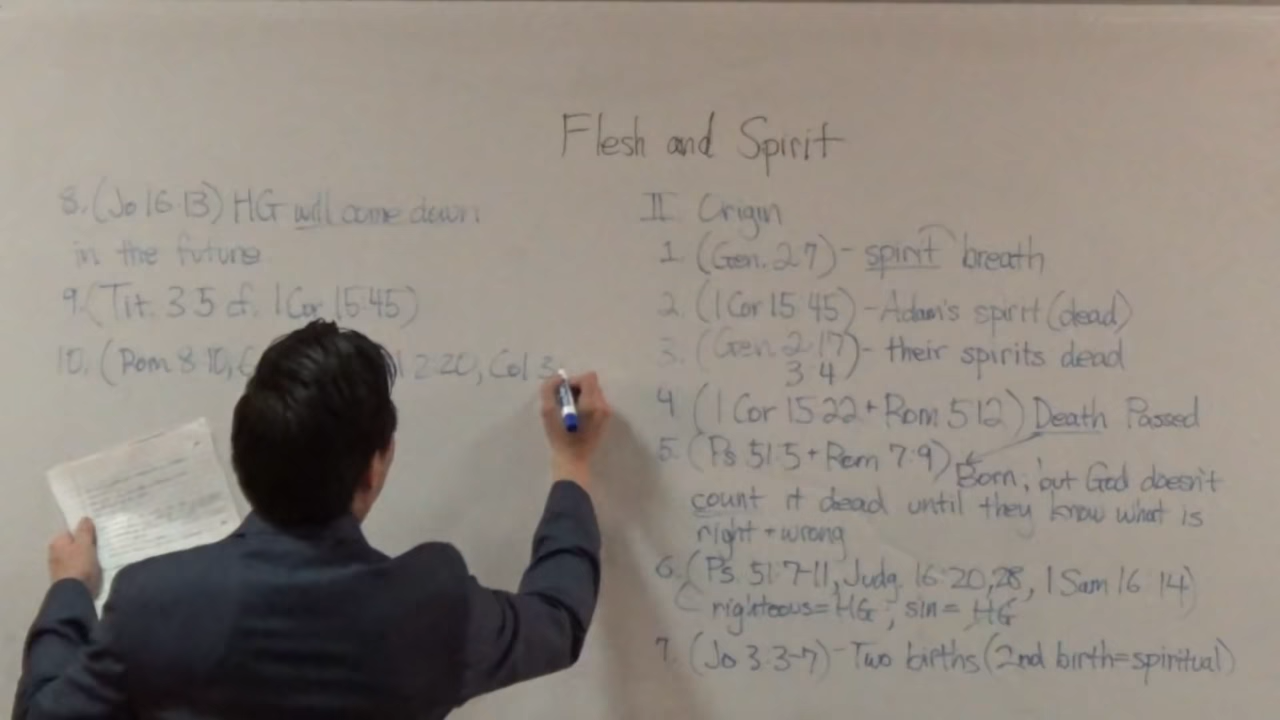 Flesh and Spirit
II Origin
1. (Gen. 2:7) - spirit breath
2. (1 Cor 15:45) - Adam's spirit (dead)
3. (Gen. 2:17) - their spirits dead
3:4
4 (1 Cor 15:22 + Rom 5:12) Death Passed
5. (Ps 51:5 + Rom 7:9) Born, but God doesn't
count it dead until they know what is
right + wrong
6. (Ps. 51:7-11, Judg. 16:20,28, 1 Sam 16:14)
righteous = HG ; sin = HG
7. (Jo 3:3-7) - Two births (2nd birth = spiritual)
8. (Jo 16:13) HG will come down
in the future
9. (Tit. 3:5 cf. 1 Cor 15:45)
10. (Rom 8:10, 2:20, Col 3: